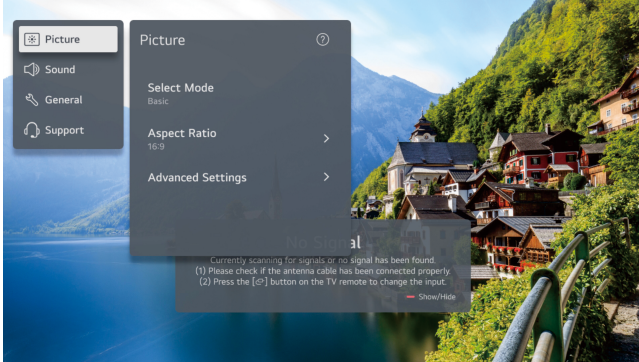 Picture
Sound
General
Support
Picture
?
Select Mode
Basic
Aspect Ratio
16:9
Advanced Settings
No Signal
Currently scanning for signals or no signal has been found.
(1) Please check if the antenna cable has been connected properly.
(2) Press the [ ] button on the TV remote to change the input.
Show/Hide